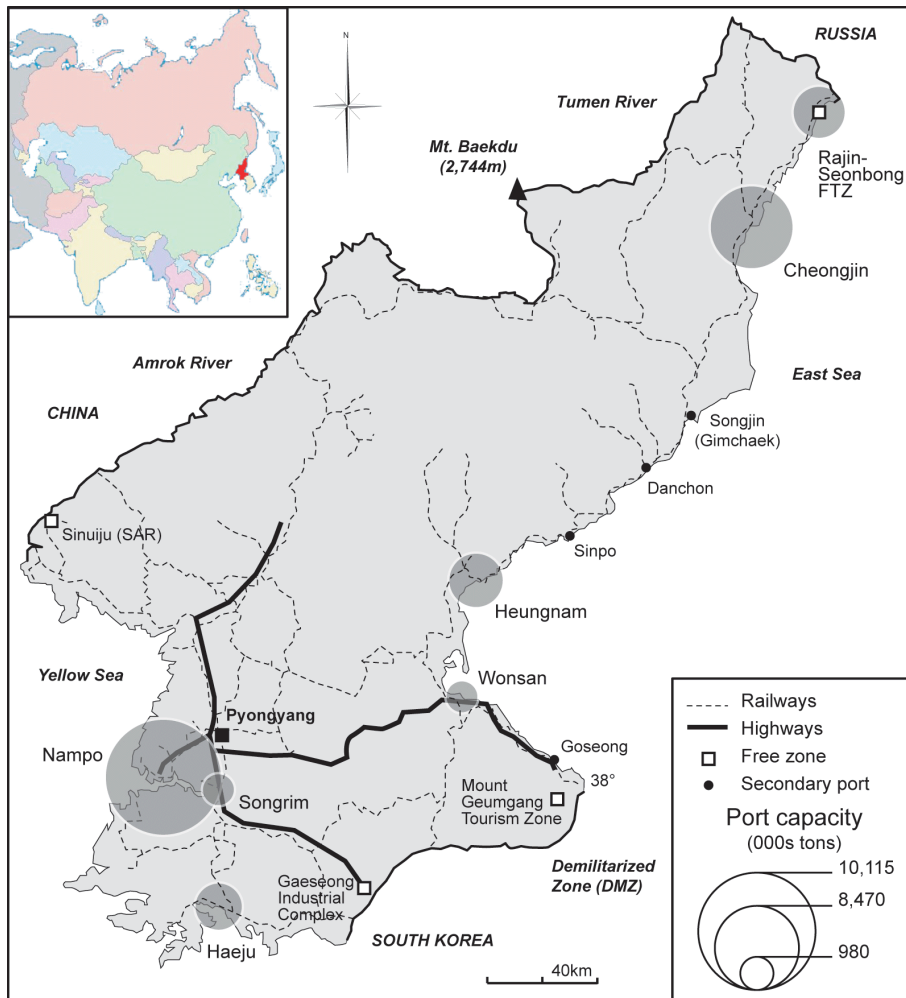 N
RUSSIA
Tumen River
Mt. Baekdu
(2,744m)
Rajin-
Seonbong
FTZ
Cheongjin
Amrok River
East Sea
CHINA
Songjin
(Gimchaek)
Danchon
Sinuiju (SAR)
Sinpo
Heungnam
Yellow Sea
Wonsan
Pyongyang
Nampo
Goseong
38°
Songrim
Mount
Geumgang
Tourism Zone
Demilitarized
Zone (DMZ)
Gaeseong
Industrial
Complex
Haeju
SOUTH KOREA
40km
Railways
Highways
Free zone
Secondary port
Port capacity
(000s tons)
10,115
8,470
980